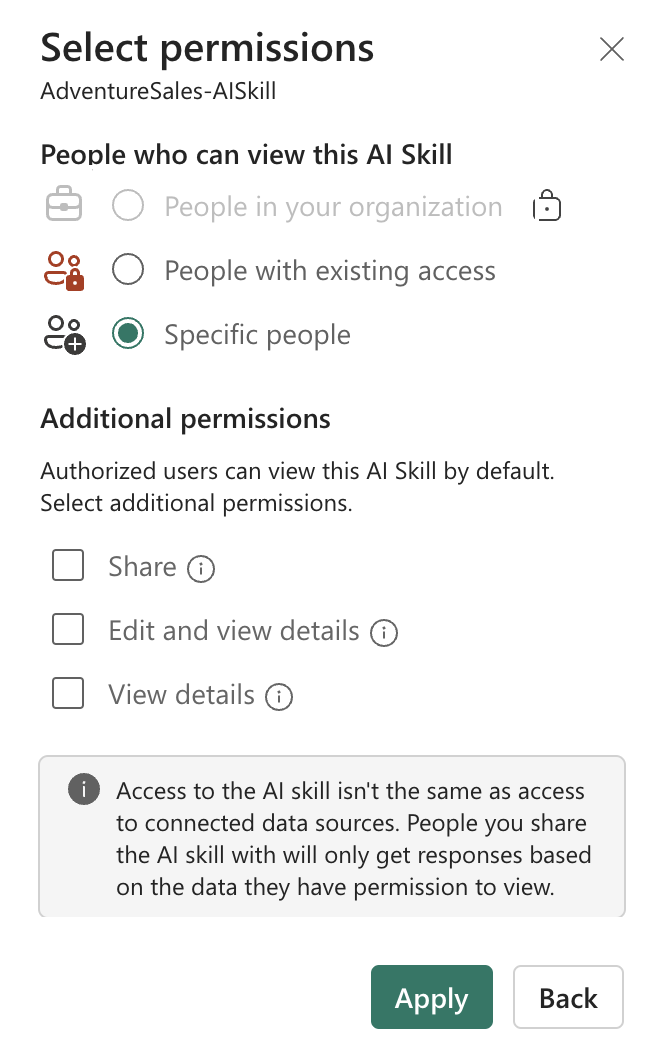 Select permissions
AdventureSales-AISkill
People who can view this AI Skill
People in your organization
People with existing access
Specific people
Additional permissions
Authorized users can view this AI Skill by default.
Select additional permissions.
Share
Edit and view details
View details
Access to the AI skill isn't the same as access
to connected data sources. People you share
the AI skill with will only get responses based
on the data they have permission to view.
Apply Back